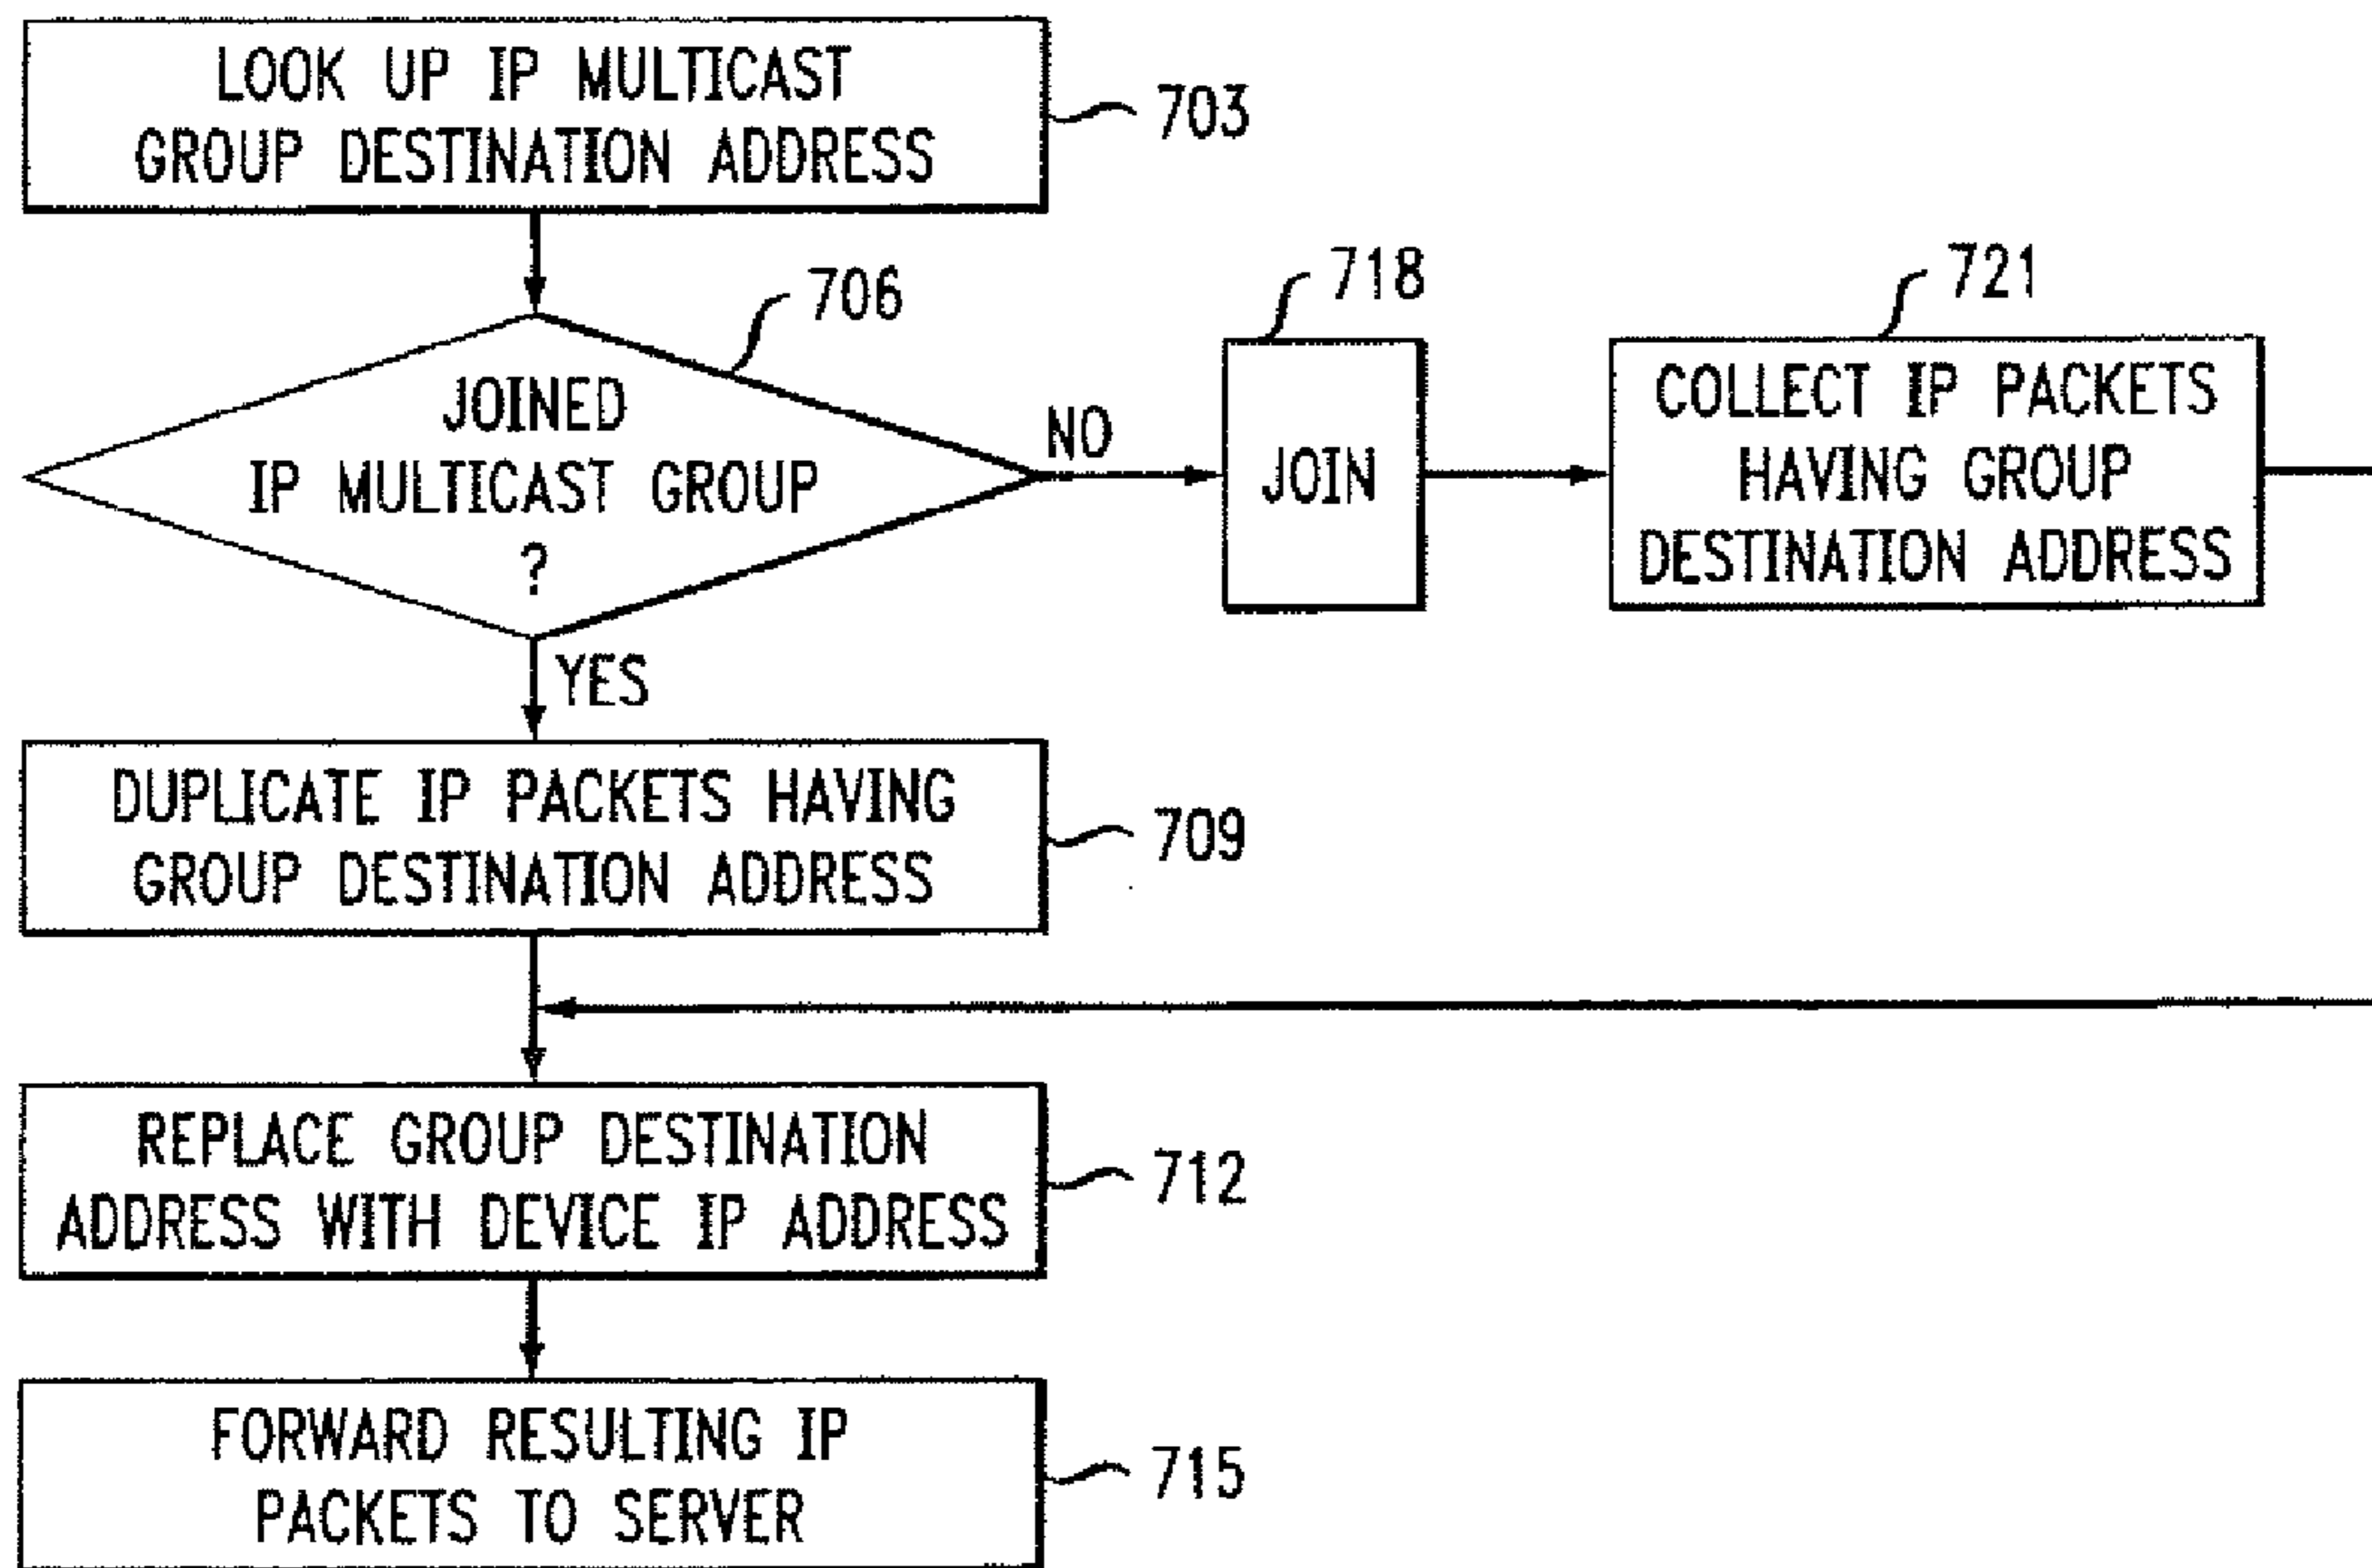 LOOK UP IP MULTICAST
GROUP DESTINATION ADDRESS
703
706
JOINED
IP MULTICAST GROUP
?
NO
718
JOIN
721
COLLECT IP PACKETS
HAVING GROUP
DESTINATION ADDRESS
YES
DUPLICATE IP PACKETS HAVING
GROUP DESTINATION ADDRESS
709
REPLACE GROUP DESTINATION
ADDRESS WITH DEVICE IP ADDRESS
712
FORWARD RESULTING IP
PACKETS TO SERVER
715